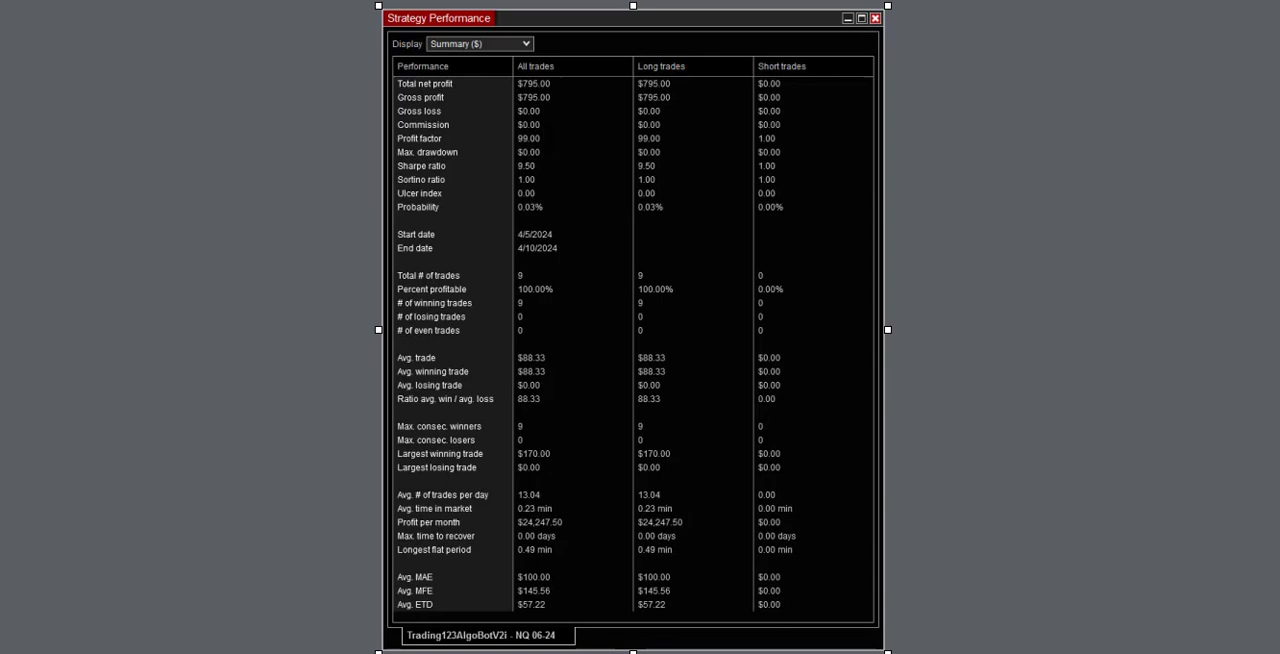 Strategy Performance
Display Summary ($)
Performance All trades Long trades Short trades
Total net profit $795.00 $795.00 $0.00
Gross profit $795.00 $795.00 $0.00
Gross loss $0.00 $0.00 $0.00
Commission $0.00 $0.00 $0.00
Profit factor 99.00 99.00 1.00
Max. drawdown $0.00 $0.00 $0.00
Sharpe ratio 9.50 9.50 1.00
Sortino ratio 1.00 1.00 1.00
Ulcer index 0.00 0.00 0.00
Probability 0.03% 0.03% 0.00%
Start date 4/5/2024
End date 4/10/2024
Total # of trades 9 9 0
Percent profitable 100.00% 100.00% 0.00%
# of winning trades 9 9 0
# of losing trades 0 0 0
# of even trades 0 0 0
Avg. trade $88.33 $88.33 $0.00
Avg. winning trade $88.33 $88.33 $0.00
Avg. losing trade $0.00 $0.00 $0.00
Ratio avg. win / avg. loss 88.33 88.33 0.00
Max. consec. winners 9 9 0
Max. consec. losers 0 0 0
Largest winning trade $170.00 $170.00 $0.00
Largest losing trade $0.00 $0.00 $0.00
Avg. # of trades per day 13.04 13.04 0.00
Avg. time in market 0.23 min 0.23 min 0.00 min
Profit per month $24,247.50 $24,247.50 $0.00
Max. time to recover 0.00 days 0.00 days 0.00 days
Longest flat period 0.49 min 0.49 min 0.00 min
Avg. MAE $100.00 $100.00 $0.00
Avg. MFE $145.56 $145.56 $0.00
Avg. ETD $57.22 $57.22 $0.00
Trading123AlgoBotV2i - NQ 06-24